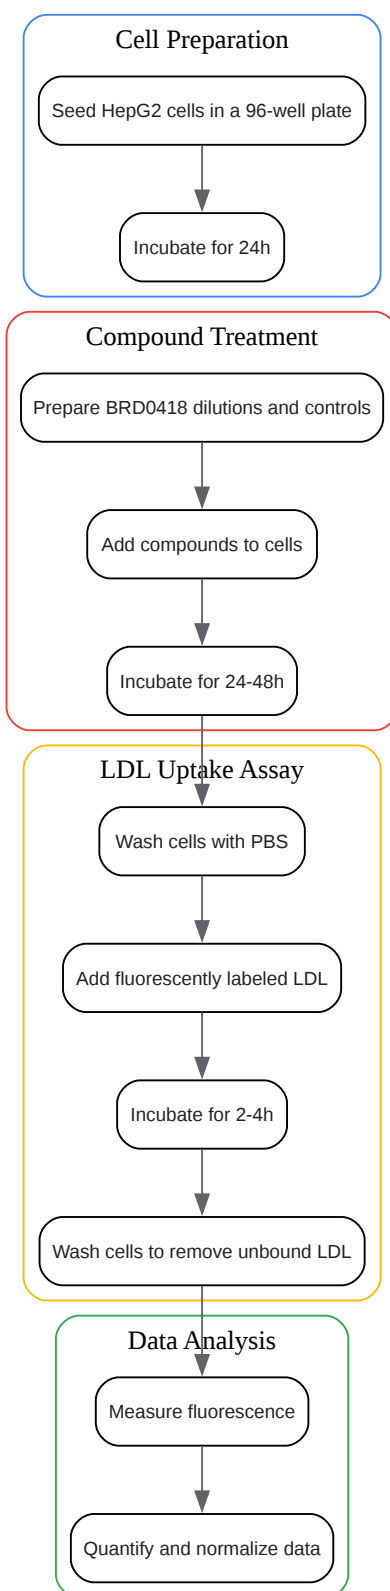 Cell Preparation
Seed HepG2 cells in a 96-well plate
Incubate for 24h
Compound Treatment
Prepare BRD0418 dilutions and controls
Add compounds to cells
Incubate for 24-48h
LDL Uptake Assay
Wash cells with PBS
Add fluorescently labeled LDL
Incubate for 2-4h
Wash cells to remove unbound LDL
Data Analysis
Measure fluorescence
Quantify and normalize data